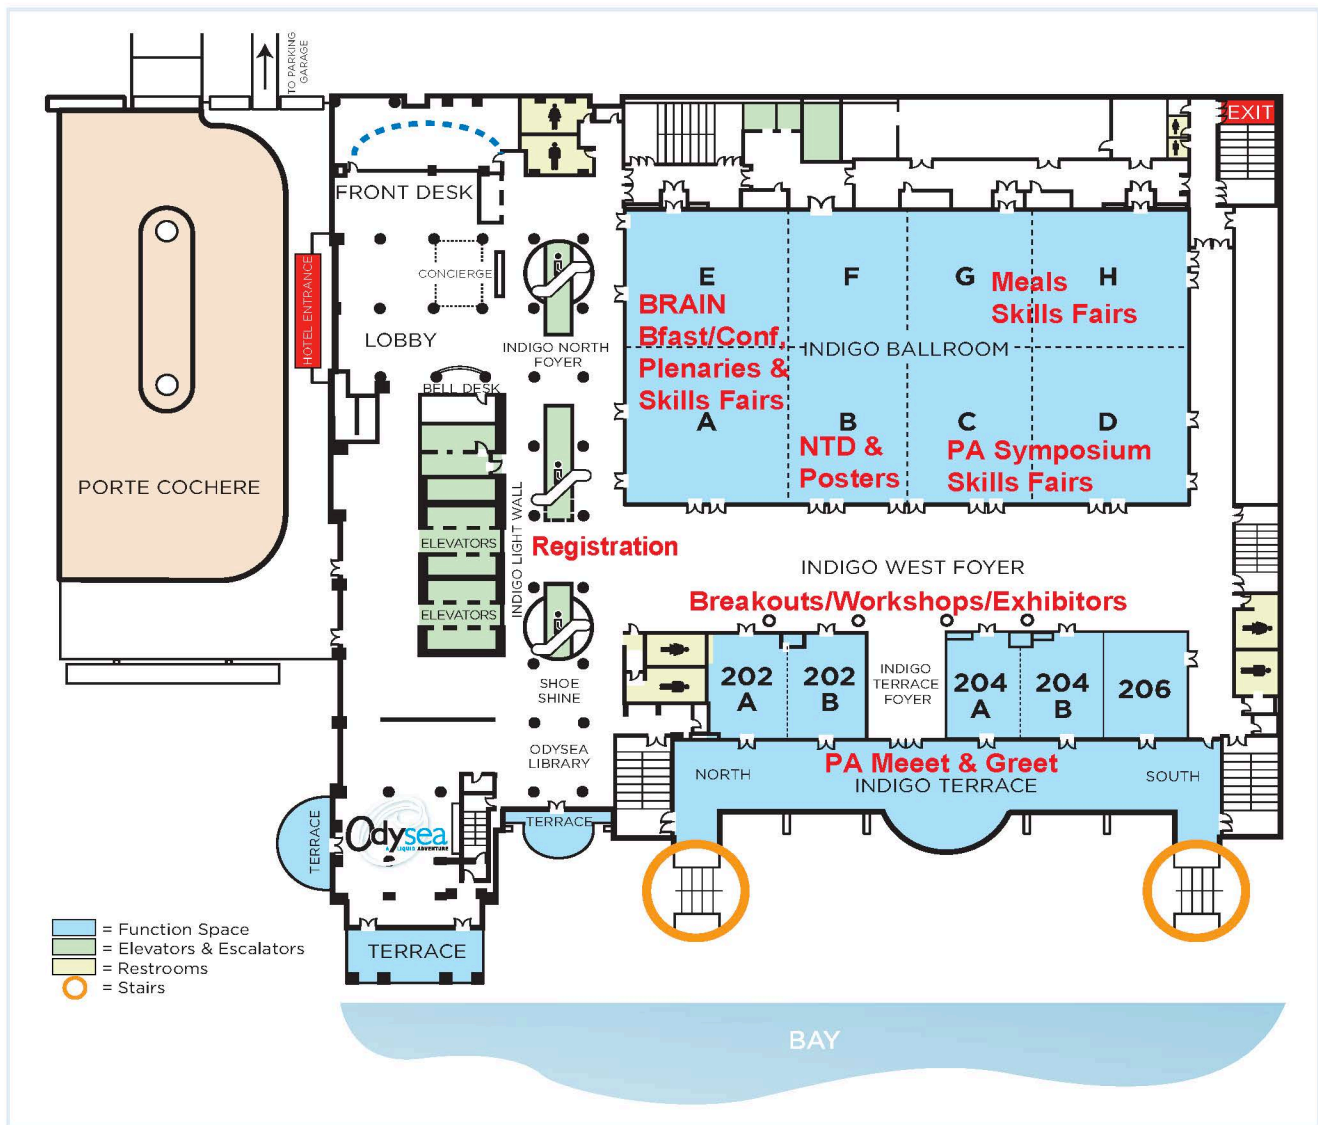 TO PARKING
GARAGE
EXIT
FRONT DESK
CONCIERGE
HOTEL ENTRANCE
LOBBY
INDIGO NORTH
FOYER
BELL DESK
PORTE COCHERE
ELEVATORS
ELEVATORS
INDIGO LIGHT WALL
Registration
E
F
G
H
BRAIN
Bfast/Conf,
Plenaries &
Skills Fairs
Meals
Skills Fairs
INDIGO BALLROOM
A
B
C
D
NTD &
Posters
PA Symposium
Skills Fairs
INDIGO WEST FOYER
Breakouts/Workshops/Exhibitors
202
A
202
B
INDIGO
TERRACE
FOYER
204
A
204
B
206
SHOE
SHINE
ODYSEA
LIBRARY
NORTH
PA Meeet & Greet
INDIGO TERRACE
SOUTH
TERRACE
TERRACE
Odysea
A LIQUID ADVENTURE
TERRACE
= Function Space
= Elevators & Escalators
= Restrooms
= Stairs
BAY